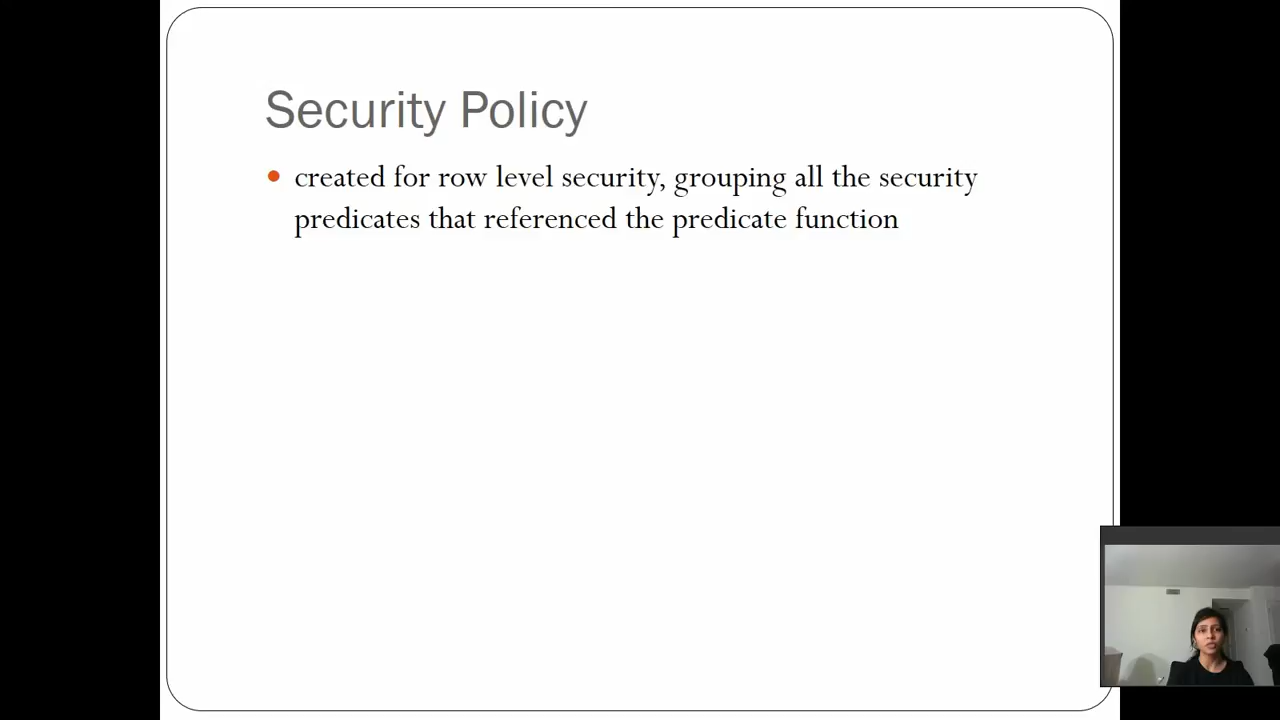 Security Policy
created for row level security, grouping all the security
predicates that referenced the predicate function